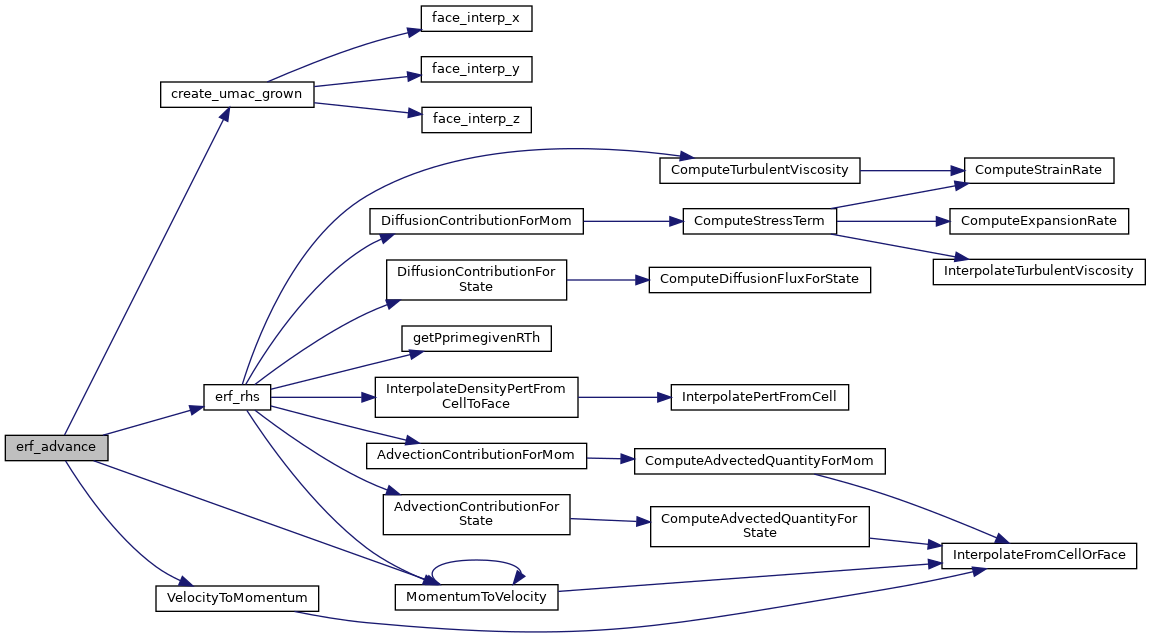 face_interp_x
face_interp_y
create_umac_grown
face_interp_z
ComputeTurbulentViscosity
ComputeStrainRate
DiffusionContributionForMom
ComputeStressTerm
ComputeExpansionRate
DiffusionContributionFor
State
ComputeDiffusionFluxForState
InterpolateTurbulentViscosity
getPprimegivenRTh
erf_rhs
InterpolateDensityPertFrom
CellToFace
InterpolatePertFromCell
erf_advance
AdvectionContributionForMom
ComputeAdvectedQuantityForMom
AdvectionContributionFor
State
ComputeAdvectedQuantityFor
State
InterpolateFromCellOrFace
VelocityToMomentum
MomentumToVelocity